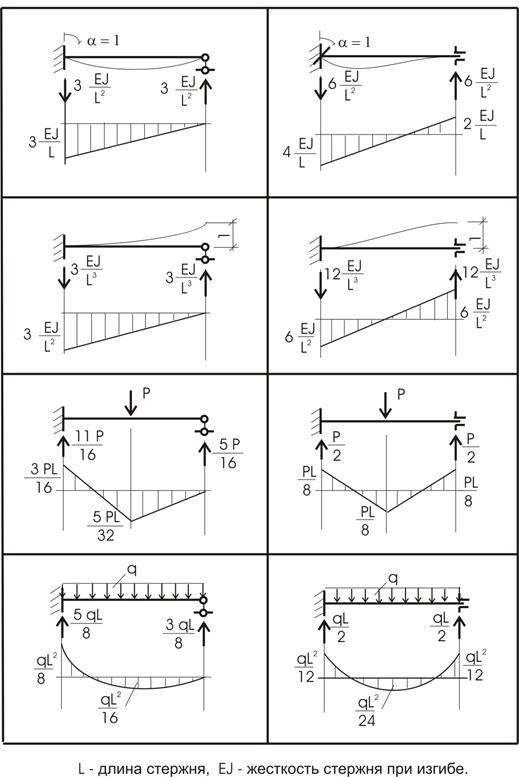 α = 1
3 EJ/L² 3 EJ/L²
3 EJ/L
α = 1
6 EJ/L² 6 EJ/L²
4 EJ/L 2 EJ/L
1
3 EJ/L³ 3 EJ/L³
3 EJ/L²
1
12 EJ/L³ 12 EJ/L³
6 EJ/L² 6 EJ/L²
P
11 P/16 5 P/16
3 PL/16
5 PL/32
P
P/2 P/2
PL/8 PL/8
PL/8
q
5 qL/8 3 qL/8
qL²/8
qL²/16
q
qL/2 qL/2
qL²/12 qL²/12
qL²/24
L - длина стержня, EJ - жесткость стержня при изгибе.